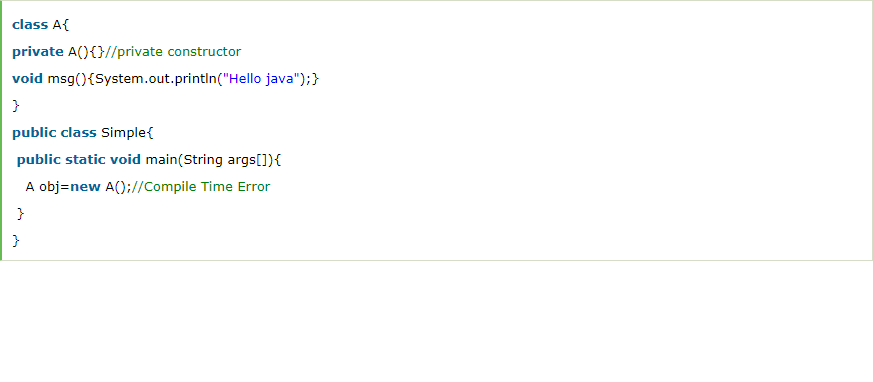 class A{
private A(){}//private constructor
void msg(){System.out.println("Hello java");}
}
public class Simple{
public static void main(String args[]){
A obj=new A();//Compile Time Error
}
}